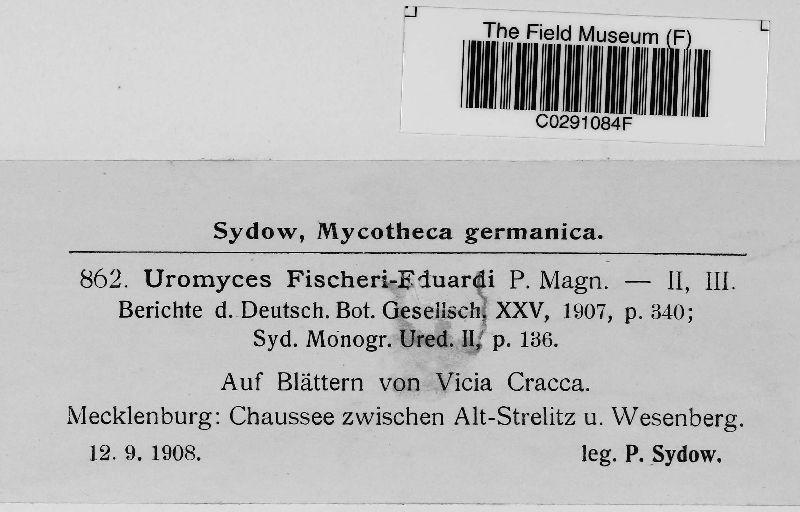 The Field Museum (F)
C0291084F
Sydow, Mycotheca germanica.
862. Uromyces Fischeri-Eduardi P. Magn. — II, III.
Berichte d. Deutsch. Bot. Gesellsch. XXV, 1907, p. 340;
Syd. Monogr. Ured. II, p. 136.
Auf Blättern von Vicia Cracca.
Mecklenburg: Chaussee zwischen Alt-Strelitz u. Wesenberg.
12. 9. 1908. leg. P. Sydow.